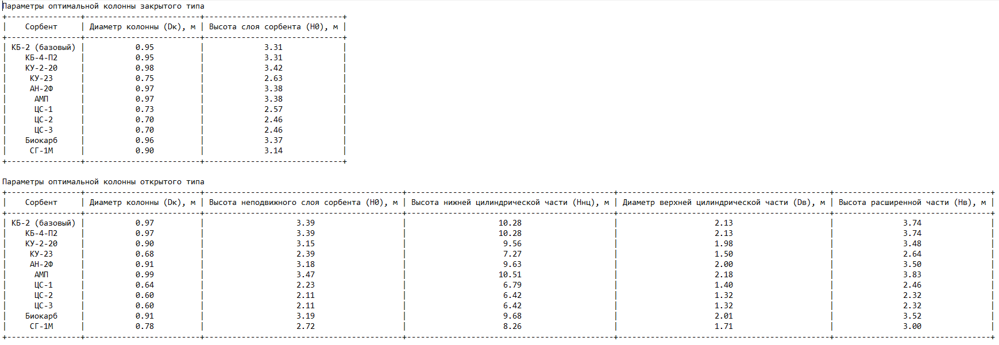 Параметры оптимальной колонны закрытого типа
+----------------+-------------------------+------------------------------+
| Сорбент | Диаметр колонны (Dк), м | Высота слоя сорбента (H0), м |
+----------------+-------------------------+------------------------------+
| КБ-2 (базовый) | 0.95 | 3.31 |
| КБ-4-П2 | 0.95 | 3.31 |
| КУ-2-20 | 0.98 | 3.42 |
| КУ-23 | 0.75 | 2.63 |
| АН-2Ф | 0.97 | 3.38 |
| АМП | 0.97 | 3.38 |
| ЦС-1 | 0.73 | 2.57 |
| ЦС-2 | 0.70 | 2.46 |
| ЦС-3 | 0.70 | 2.46 |
| Биокарб | 0.96 | 3.37 |
| СГ-1М | 0.90 | 3.14 |
+----------------+-------------------------+------------------------------+
Параметры оптимальной колонны открытого типа
+----------------+-------------------------+-------------------------------------------+--------------------------------------------+---------------------------------------------+---------------------------------+
| Сорбент | Диаметр колонны (Dк), м | Высота неподвижного слоя сорбента (H0), м | Высота нижней цилиндрической части (Hнц), м | Диаметр верхней цилиндрической части (Dв), м | Высота расширенной части (Hв), м |
+----------------+-------------------------+-------------------------------------------+--------------------------------------------+---------------------------------------------+---------------------------------+
| КБ-2 (базовый) | 0.97 | 3.39 | 10.28 | 2.13 | 3.74 |
| КБ-4-П2 | 0.97 | 3.39 | 10.28 | 2.13 | 3.74 |
| КУ-2-20 | 0.90 | 3.15 | 9.56 | 1.98 | 3.48 |
| КУ-23 | 0.68 | 2.39 | 7.27 | 1.50 | 2.64 |
| АН-2Ф | 0.91 | 3.18 | 9.63 | 2.00 | 3.50 |
| АМП | 0.99 | 3.47 | 10.51 | 2.18 | 3.83 |
| ЦС-1 | 0.64 | 2.23 | 6.79 | 1.40 | 2.46 |
| ЦС-2 | 0.60 | 2.11 | 6.42 | 1.32 | 2.32 |
| ЦС-3 | 0.60 | 2.11 | 6.42 | 1.32 | 2.32 |
| Биокарб | 0.91 | 3.19 | 9.68 | 2.01 | 3.52 |
| СГ-1М | 0.78 | 2.72 | 8.26 | 1.71 | 3.00 |
+----------------+-------------------------+-------------------------------------------+--------------------------------------------+---------------------------------------------+---------------------------------+